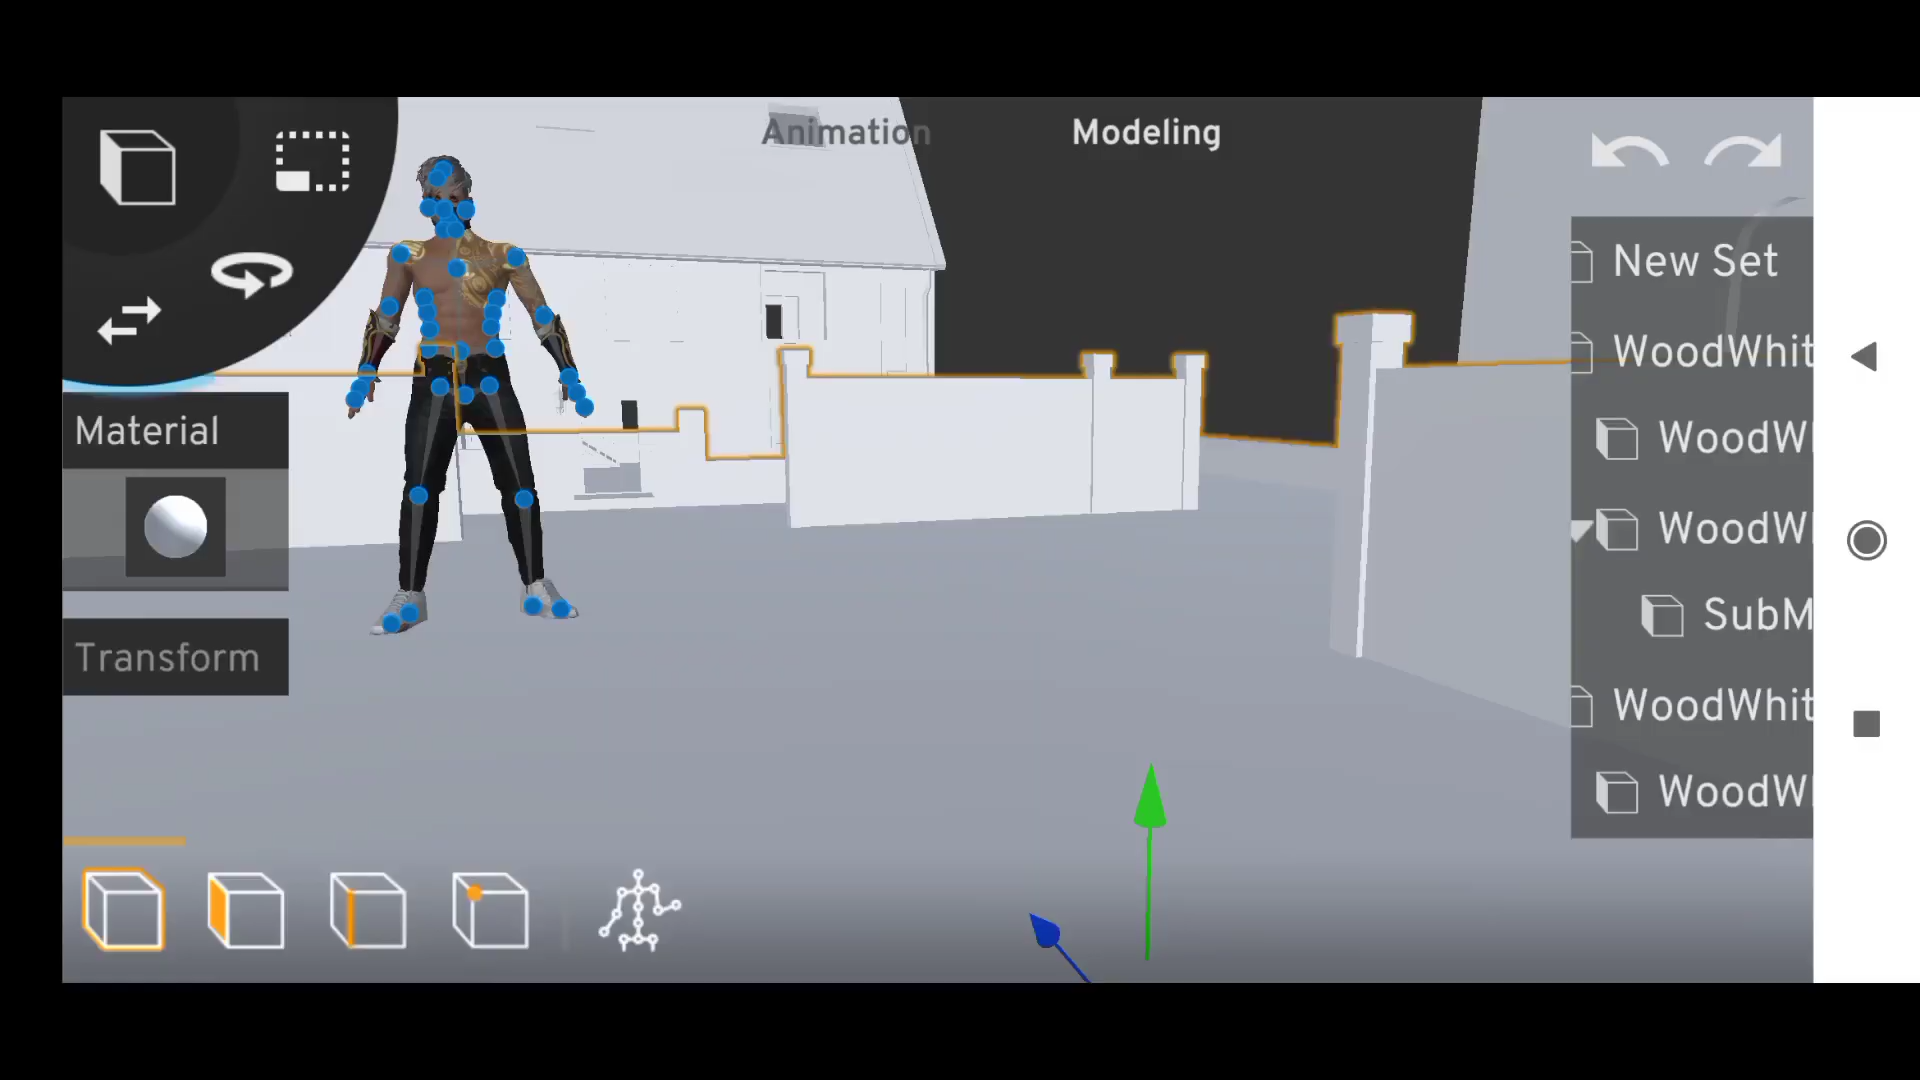 Animation
Modeling
Material
Transform
New Set
WoodWhit
WoodW
WoodW
SubM
WoodWhit
WoodW